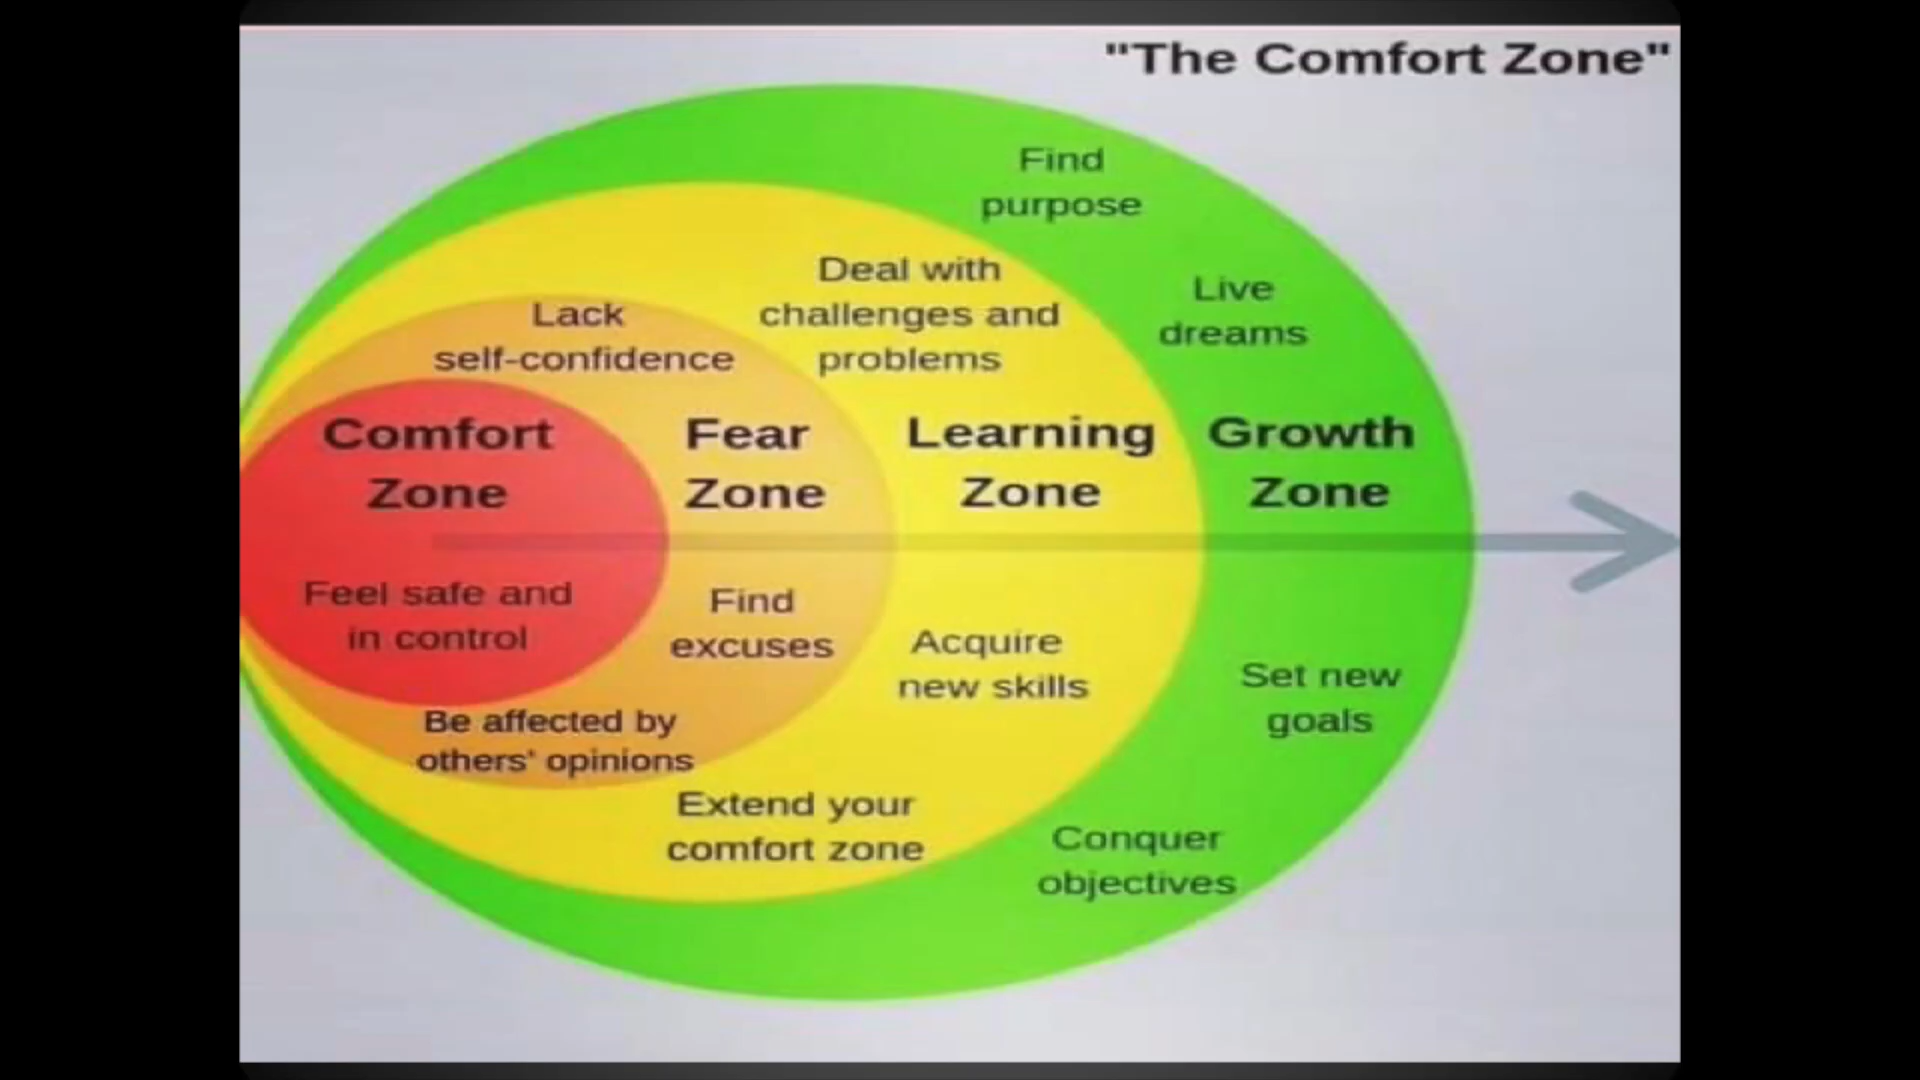 "The Comfort Zone"
Find
purpose
Live
dreams
Deal with
challenges and
problems
Lack
self-confidence
Comfort
Zone
Fear
Zone
Learning
Zone
Growth
Zone
Feel safe and
in control
Find
excuses
Acquire
new skills
Set new
goals
Be affected by
others' opinions
Extend your
comfort zone
Conquer
objectives